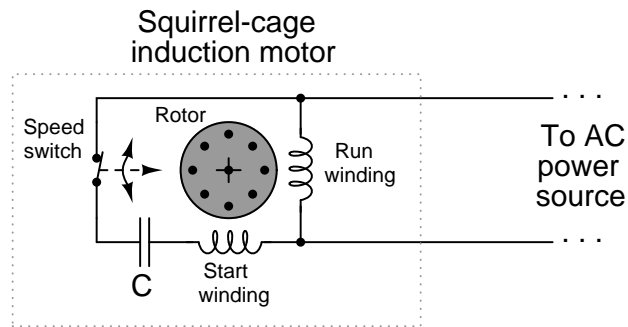 Squirrel-cage
induction motor
Rotor
Speed
switch
Run
winding
To AC
power
source
C
Start
winding